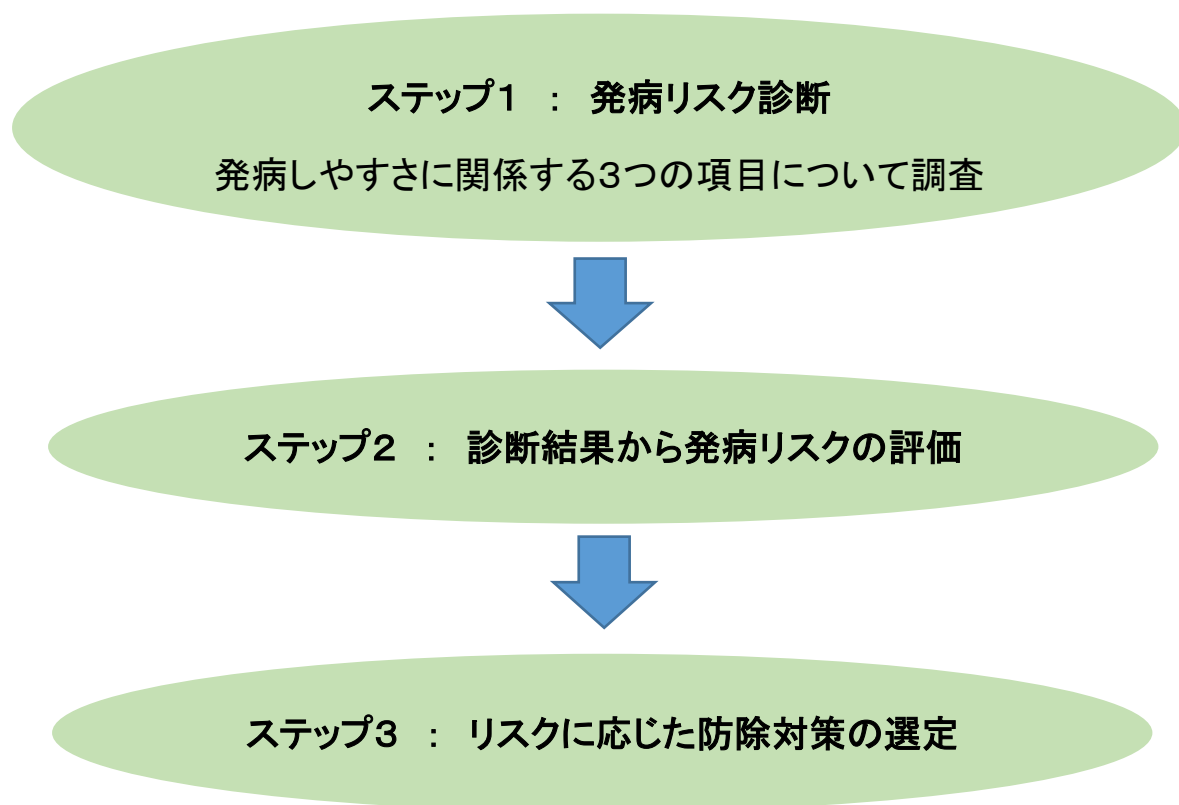 ステップ１ ： 発病リスク診断
発病しやすさに関係する３つの項目について調査
ステップ２ ： 診断結果から発病リスクの評価
ステップ３ ： リスクに応じた防除対策の選定